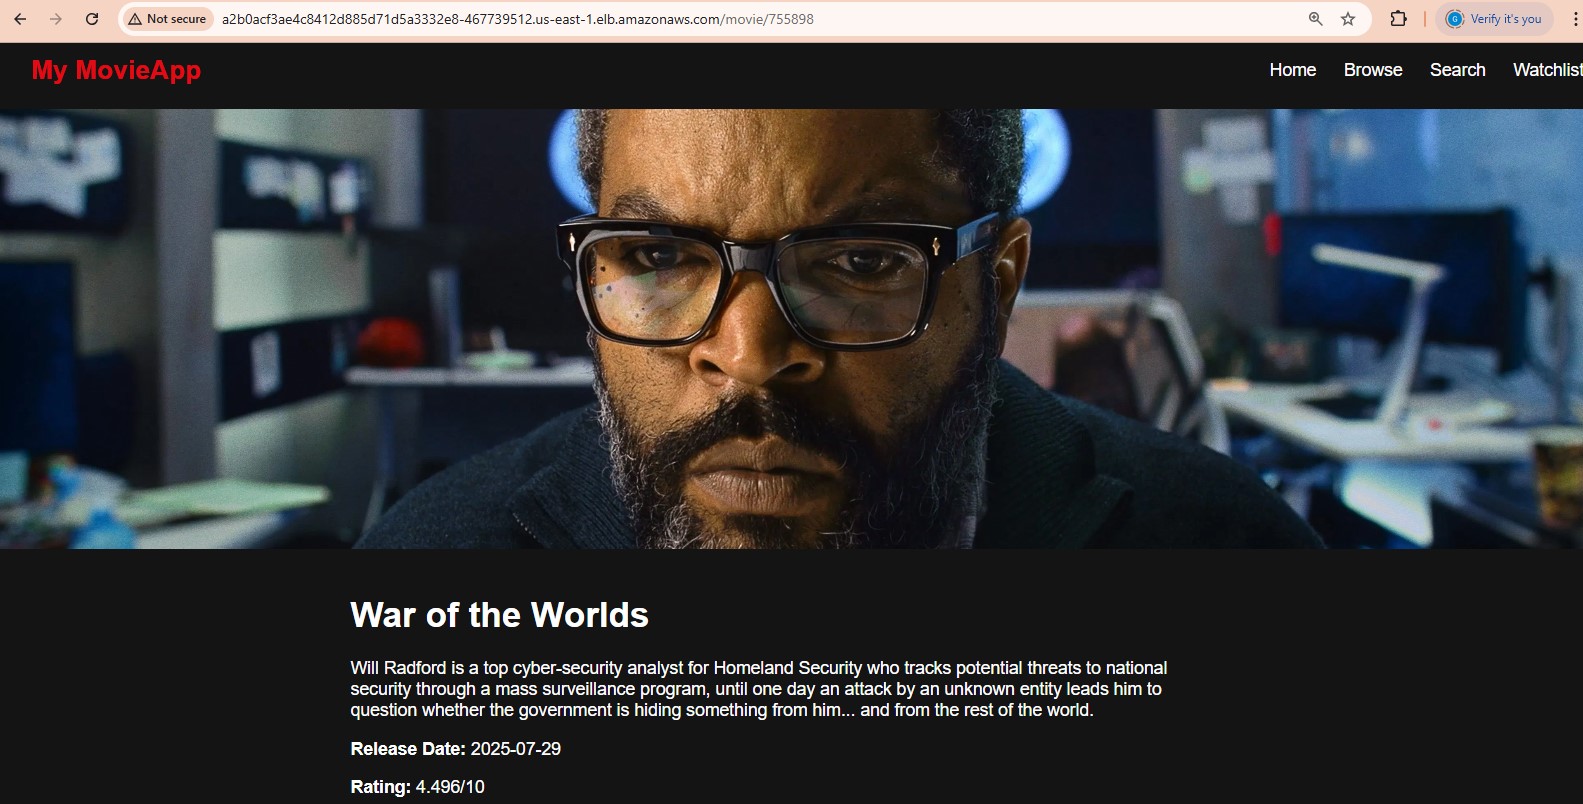 Not secure a2b0acf3ae4c8412d885d71d5a3332e8-467739512.us-east-1.elb.amazonaws.com/movie/755898 Verify it's you
My MovieApp Home Browse Search Watchlist
War of the Worlds
Will Radford is a top cyber-security analyst for Homeland Security who tracks potential threats to national
security through a mass surveillance program, until one day an attack by an unknown entity leads him to
question whether the government is hiding something from him... and from the rest of the world.
Release Date: 2025-07-29
Rating: 4.496/10